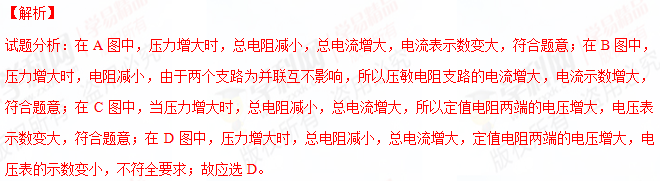 【解析】
试题分析：在 A 图中，压力增大时，总电阻减小，总电流增大，电流表示数变大，符合题意；在 B 图中，
压力增大时，电阻减小，由于两个支路为并联互不影响，所以压敏电阻支路的电流增大，电流示数增大，
符合题意；在 C 图中，当压力增大时，总电阻减小，总电流增大，所以定值电阻两端的电压增大，电压表
示数变大，符合题意；在 D 图中，压力增大时，总电阻减小，总电流增大，定值电阻两端的电压增大，电
压表的示数变小，不符全要求；故应选 D。